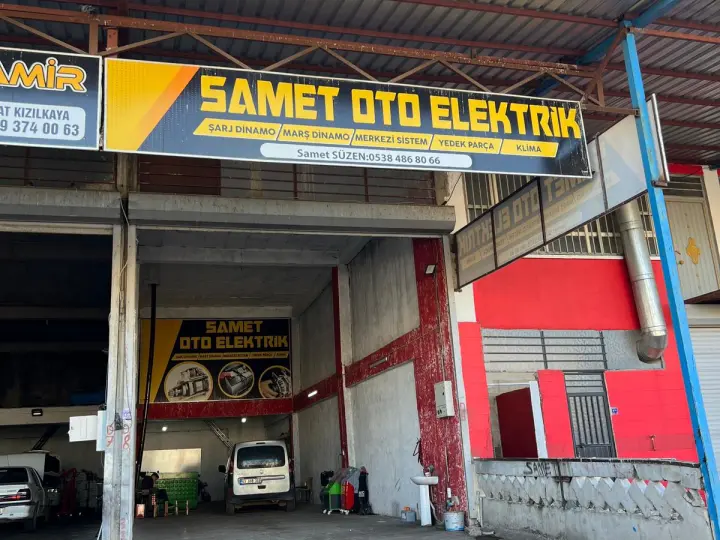 AMİR
AT KIZILKAYA
9 374 00 63
SAMET OTO ELEKTRİK
ŞARJ DİNAMO / MARŞ DİNAMO / MERKEZİ SİSTEM / YEDEK PARÇA / KLİMA
Samet SÜZEN:0538 486 80 66
SAMET
OTO ELEKTRİK
SAMET